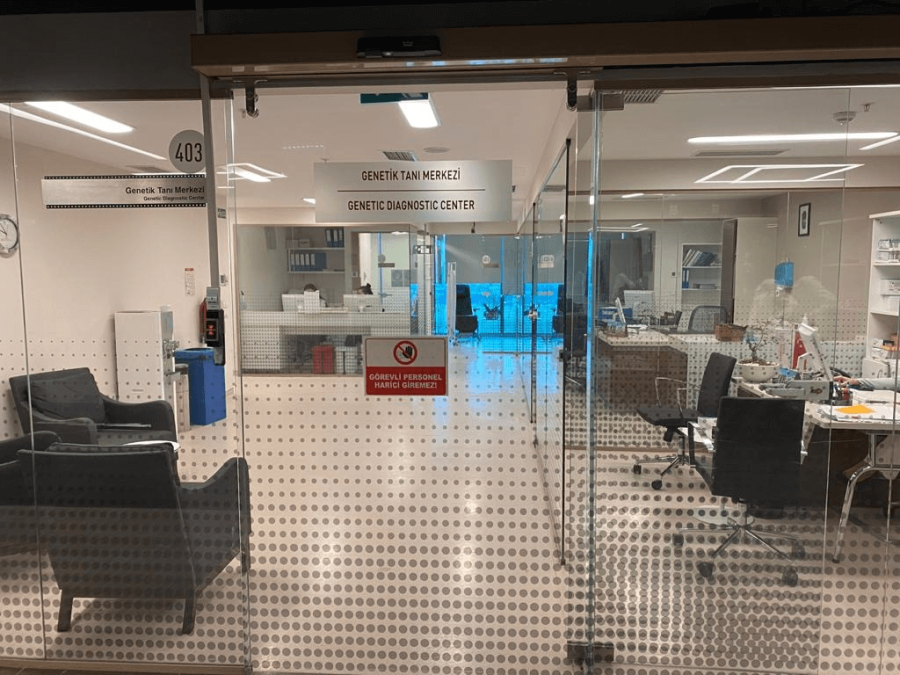 403
Genetik Tanı Merkezi
Genetic Diagnostic Center
GENETİK TANI MERKEZİ
GENETIC DIAGNOSTIC CENTER
GÖREVLİ PERSONEL
HARİCİ GİREMEZ!